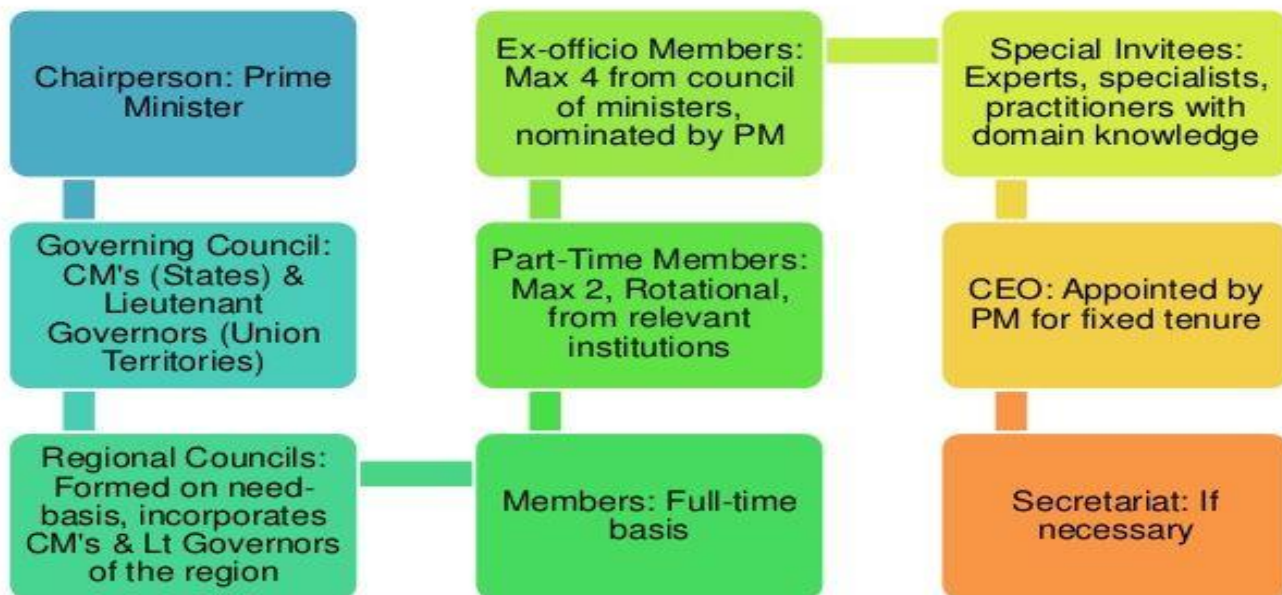 Chairperson: Prime
Minister
Governing Council:
CM's (States) &
Lieutenant
Governors (Union
Territories)
Regional Councils:
Formed on need-
basis, incorporates
CM's & Lt Governors
of the region
Members: Full-time
basis
Part-Time Members:
Max 2, Rotational,
from relevant
institutions
Ex-officio Members:
Max 4 from council
of ministers,
nominated by PM
Special Invitees:
Experts, specialists,
practitioners with
domain knowledge
CEO: Appointed by
PM for fixed tenure
Secretariat: If
necessary